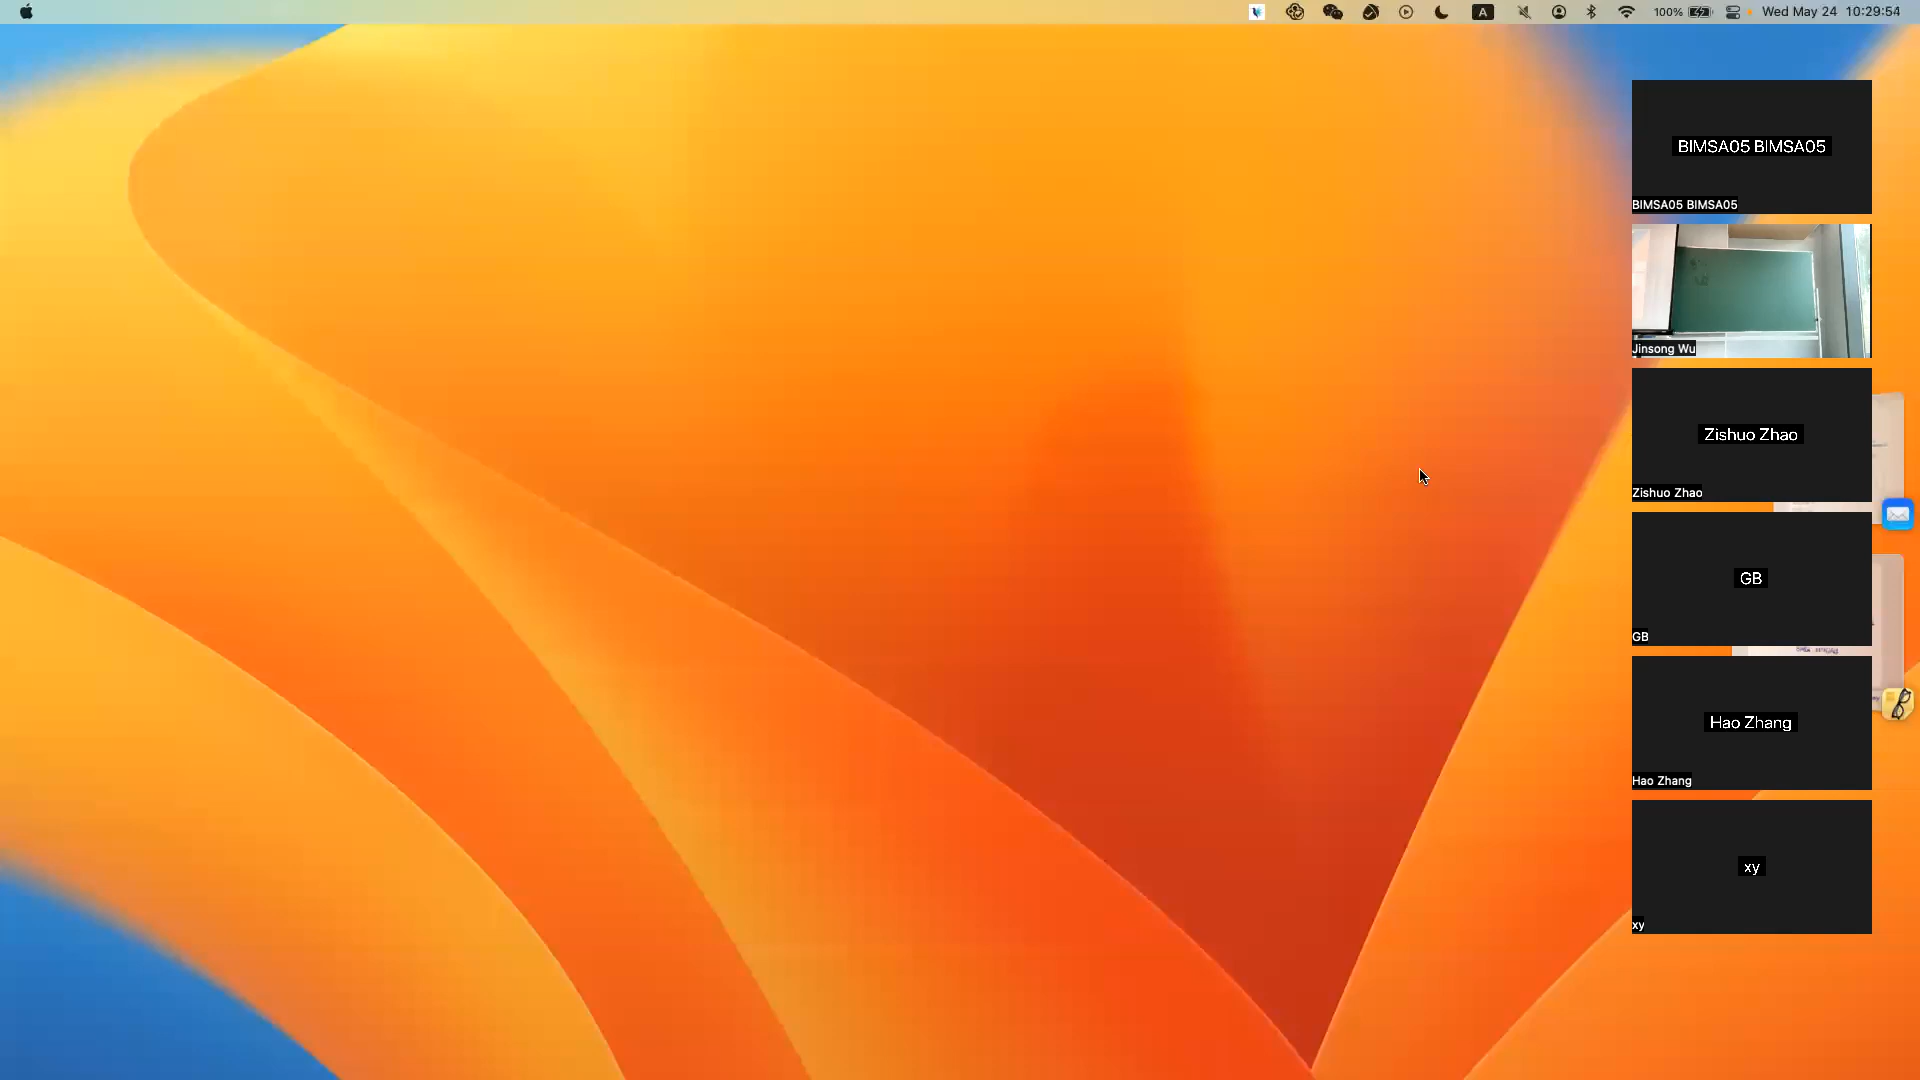 A
100%
Wed May 24 10:29:54
BIMSA05 BIMSA05
BIMSA05 BIMSA05
Jinsong Wu
Zishuo Zhao
Zishuo Zhao
GB
GB
Hao Zhang
Hao Zhang
xy
xy